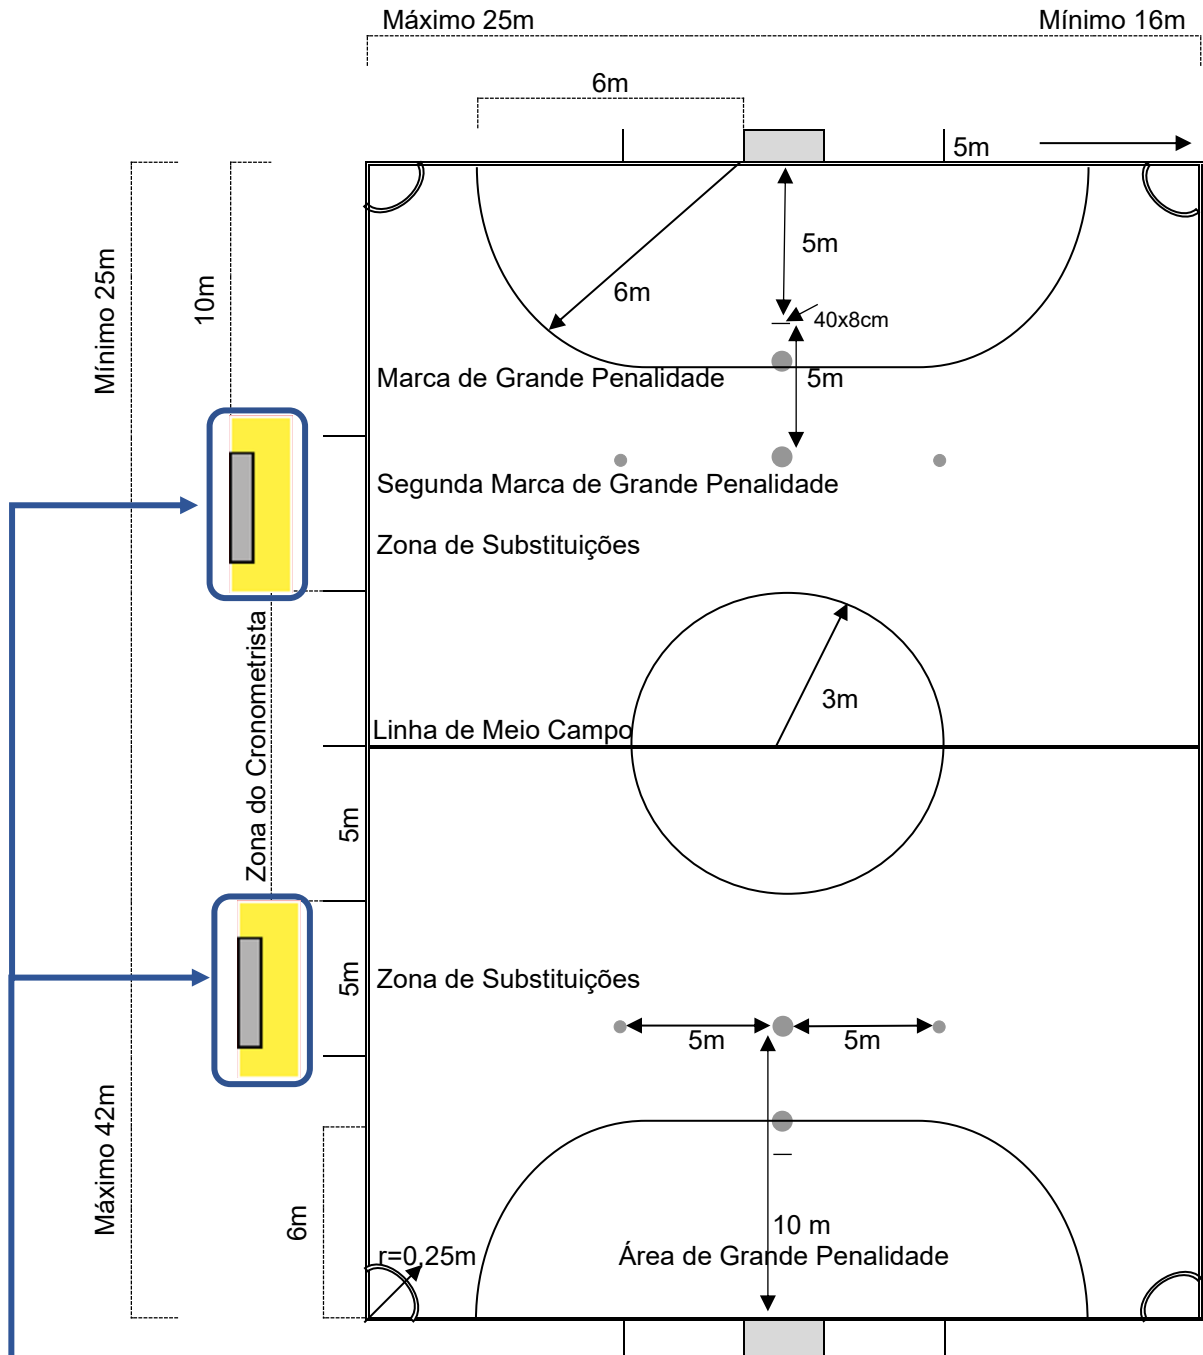 Máximo 25m
Mínimo 16m
6m
5m
5m
6m
40x8cm
Mínimo 25m
10m
Marca de Grande Penalidade
5m
Segunda Marca de Grande Penalidade
Zona de Substituições
3m
Linha de Meio Campo
Zona do Cronometrista
5m
5m
Zona de Substituições
5m
5m
Máximo 42m
6m
10 m
r=0,25m
Área de Grande Penalidade